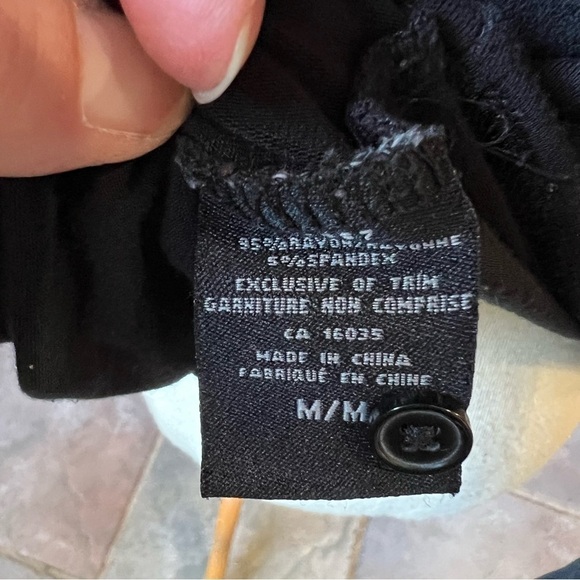 95%RAYON/RAYONNE
5%SPANDEX
EXCLUSIVE OF TRIM
GARNITURE NON COMPRISE
CA 16035
MADE IN CHINA
FABRIQUÉ EN CHINE
M/M